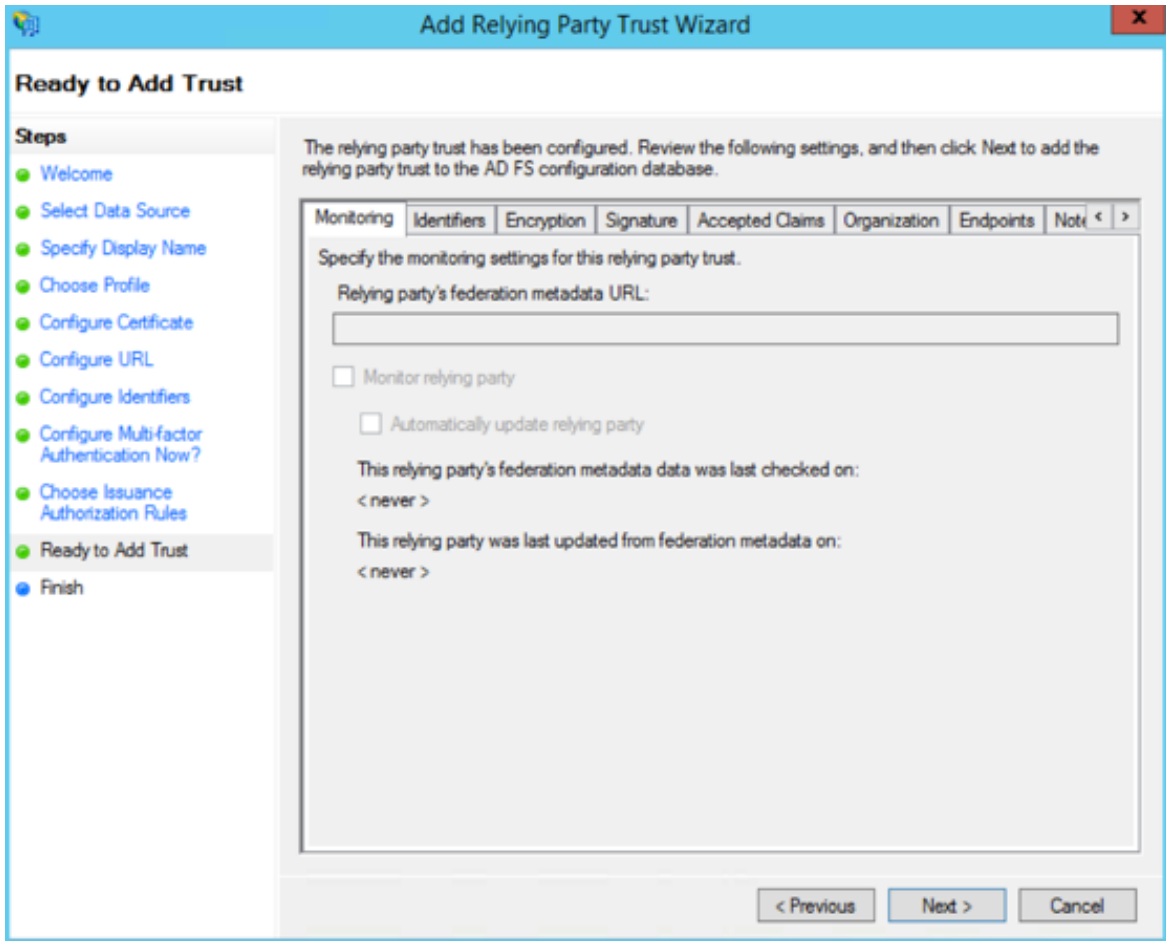 Add Relying Party Trust Wizard
x
Ready to Add Trust
Steps
Welcome
Select Data Source
Specify Display Name
Choose Profile
Configure Certificate
Configure URL
Configure Identifiers
Configure Multi-factor
Authentication Now?
Choose Issuance
Authorization Rules
Ready to Add Trust
Finish
The relying party trust has been configured. Review the following settings, and then click Next to add the
relying party trust to the AD FS configuration database.
Monitoring Identifiers Encryption Signature Accepted Claims Organization Endpoints Note < >
Specify the monitoring settings for this relying party trust.
Relying party's federation metadata URL:
Monitor relying party
Automatically update relying party
This relying party's federation metadata data was last checked on:
< never >
This relying party was last updated from federation metadata on:
< never >
< Previous Next > Cancel